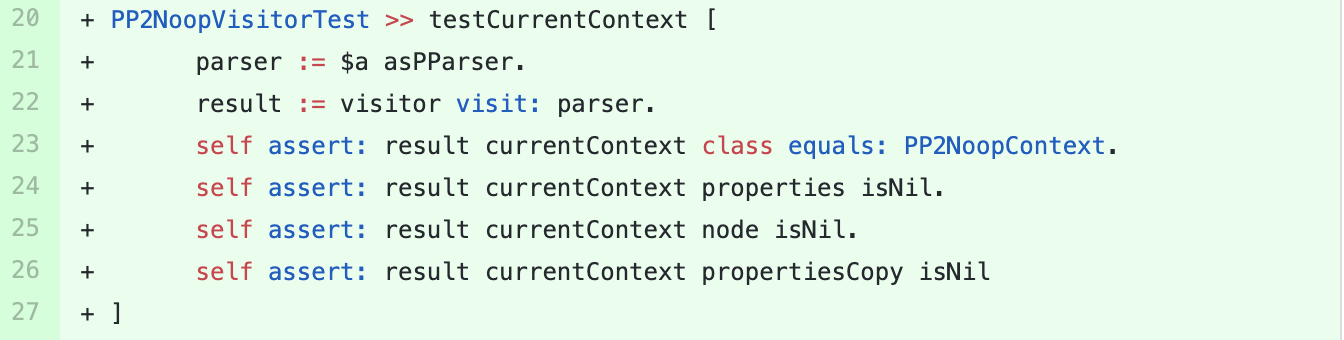 20 + PP2NoopVisitorTest >> testCurrentContext [
21 + parser := $a asPParser.
22 + result := visitor visit: parser.
23 + self assert: result currentContext class equals: PP2NoopContext.
24 + self assert: result currentContext properties isNil.
25 + self assert: result currentContext node isNil.
26 + self assert: result currentContext propertiesCopy isNil
27 + ]